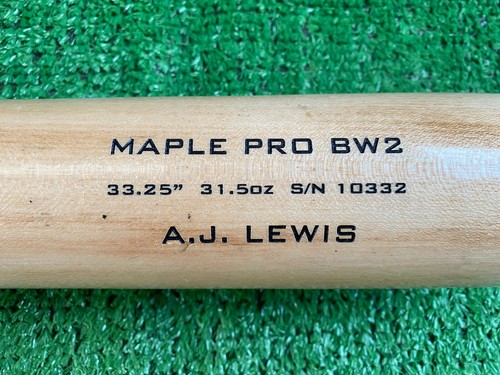 MAPLE PRO BW2
33.25” 31.5oz S/N 10332
A.J. LEWIS